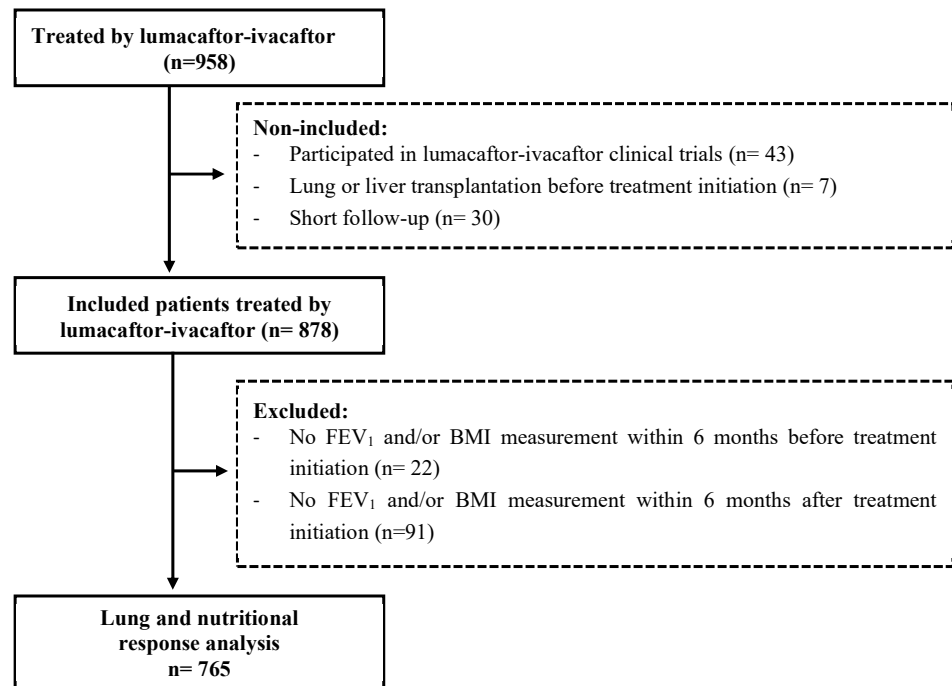 Treated by lumacaftor-ivacaftor
(n=958)
Non-included:
- Participated in lumacaftor-ivacaftor clinical trials (n= 43)
- Lung or liver transplantation before treatment initiation (n= 7)
- Short follow-up (n= 30)
Included patients treated by
lumacaftor-ivacaftor (n= 878)
Excluded:
- No FEV₁ and/or BMI measurement within 6 months before treatment
initiation (n= 22)
- No FEV₁ and/or BMI measurement within 6 months after treatment
initiation (n=91)
Lung and nutritional
response analysis
n= 765